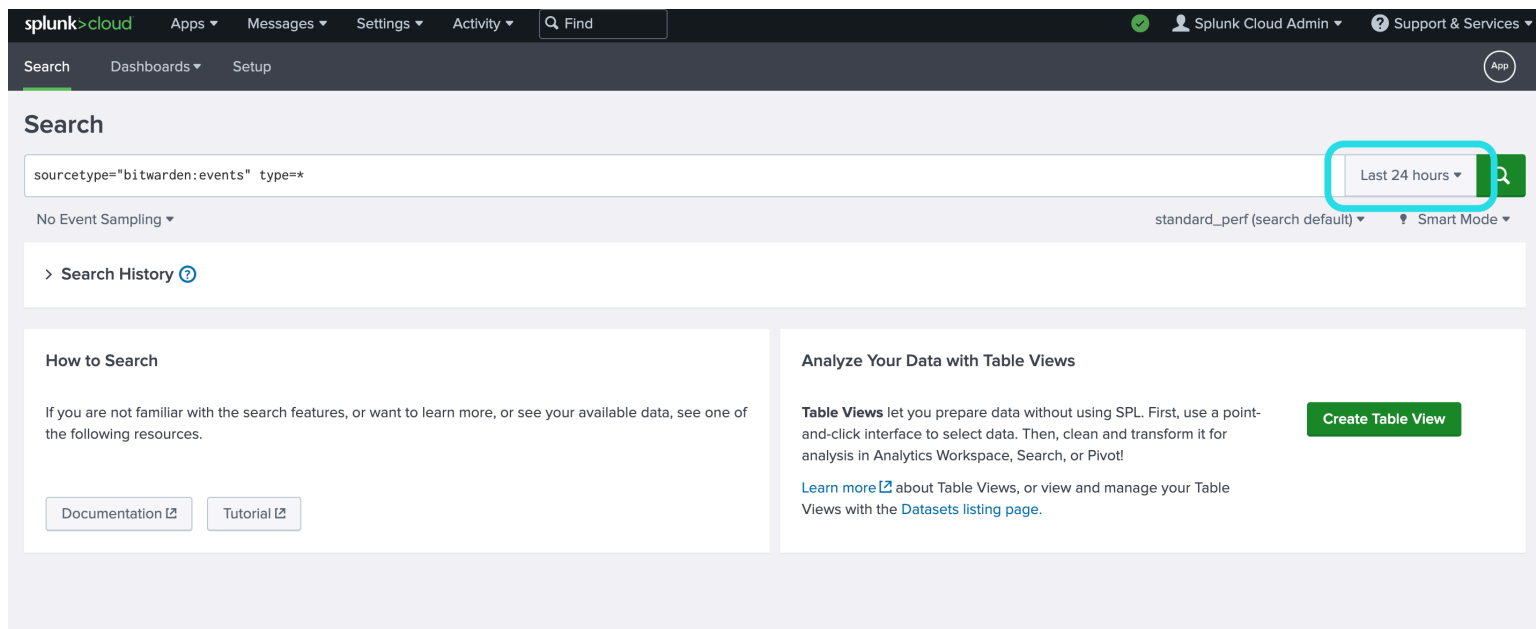 splunk>cloud Apps Messages Settings Activity Find Splunk Cloud Admin Support & Services
Search Dashboards Setup App
Search
sourcetype="bitwarden:events" type=* Last 24 hours
No Event Sampling standard_perf (search default) Smart Mode
Search History ?
How to Search
If you are not familiar with the search features, or want to learn more, or see your available data, see one of
the following resources.
Documentation Tutorial
Analyze Your Data with Table Views
Table Views let you prepare data without using SPL. First, use a point-
and-click interface to select data. Then, clean and transform it for
analysis in Analytics Workspace, Search, or Pivot!
Create Table View
Learn more about Table Views, or view and manage your Table
Views with the Datasets listing page.